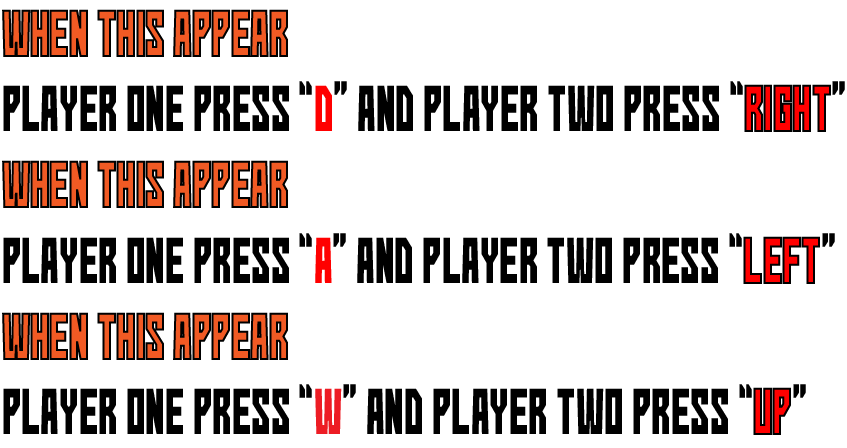 WHEN THIS APPEAR
PLAYER ONE PRESS “D” AND PLAYER TWO PRESS “RIGHT”
WHEN THIS APPEAR
PLAYER ONE PRESS “A” AND PLAYER TWO PRESS “LEFT”
WHEN THIS APPEAR
PLAYER ONE PRESS “W” AND PLAYER TWO PRESS “UP”